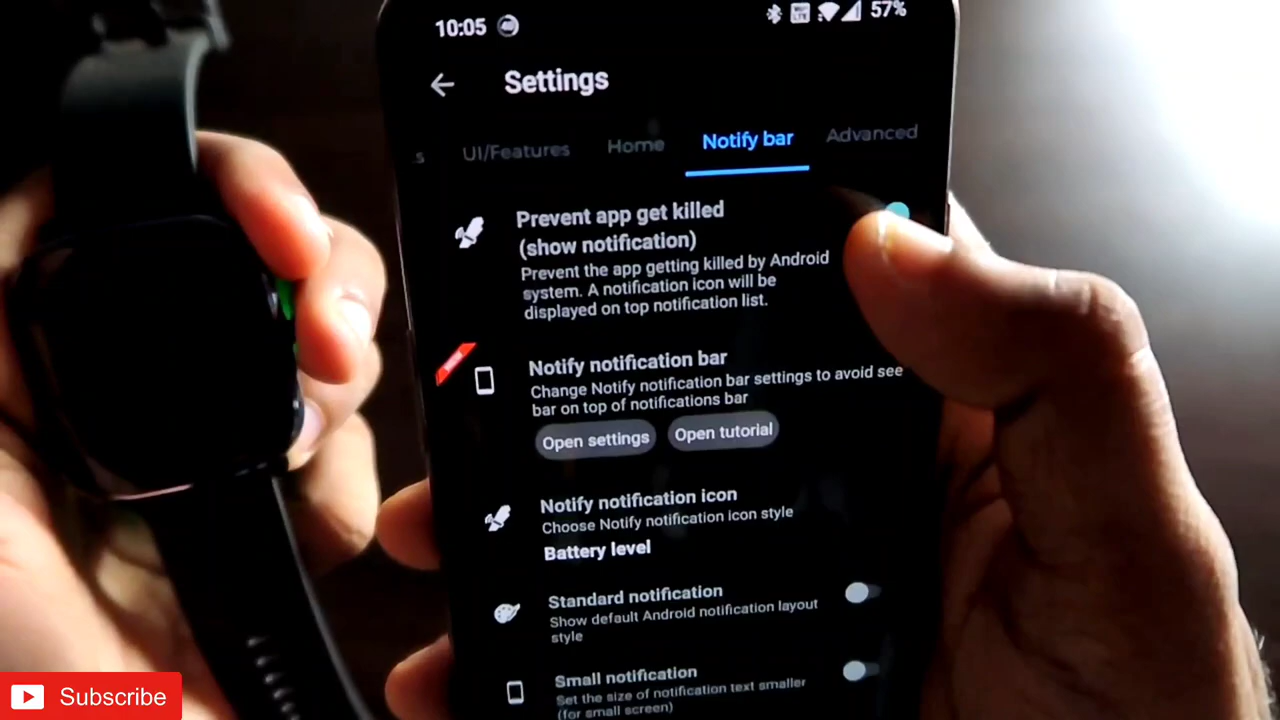 10:05
57%
Settings
s
UI/Features
Home
Notify bar
Advanced
Prevent app get killed
(show notification)
Prevent the app getting killed by Android
system. A notification icon will be
displayed on top notification list.
Notify notification bar
Change Notify notification bar settings to avoid see
bar on top of notifications bar
Open settings
Open tutorial
Notify notification icon
Choose Notify notification icon style
Battery level
Standard notification
Show default Android notification layout
style
Small notification
Set the size of notification text smaller
(for small screen)
Subscribe